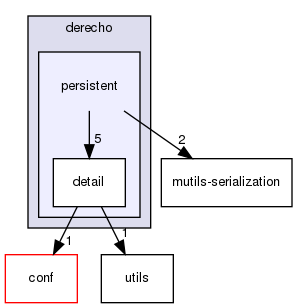 derecho
persistent
5
2
detail
mutils-serialization
1
1
conf
utils